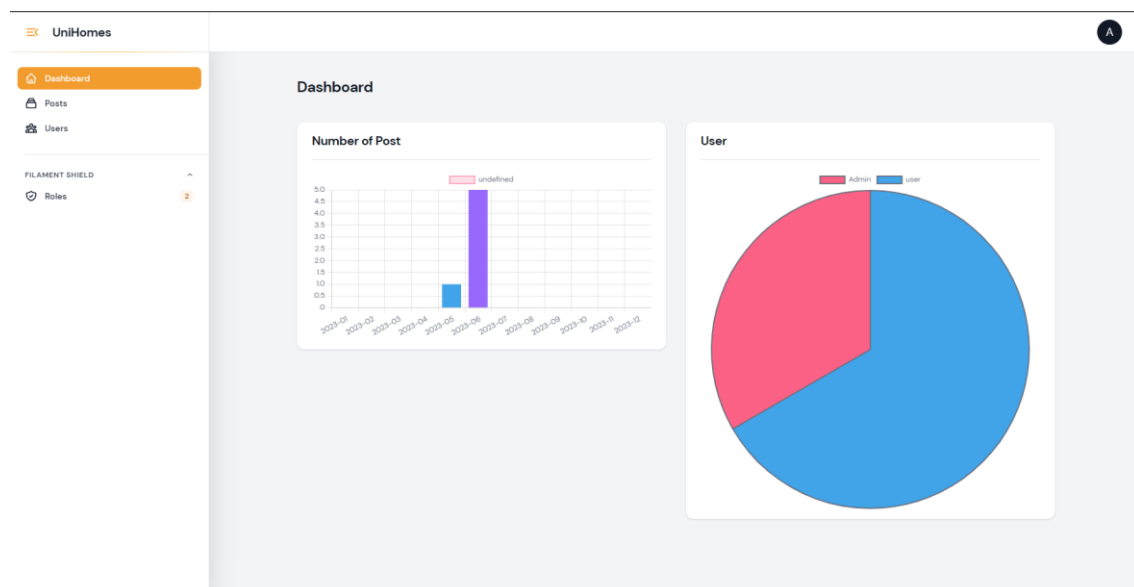 UniHomes
A
Dashboard
Posts
Users
FILAMENT SHIELD
Roles
2
Dashboard
Number of Post
undefined
5.0
4.5
4.0
3.5
3.0
2.5
2.0
1.5
1.0
0.5
0
2023-01
2023-02
2023-03
2023-04
2023-05
2023-06
2023-07
2023-08
2023-09
2023-10
2023-11
2023-12
User
Admin
user